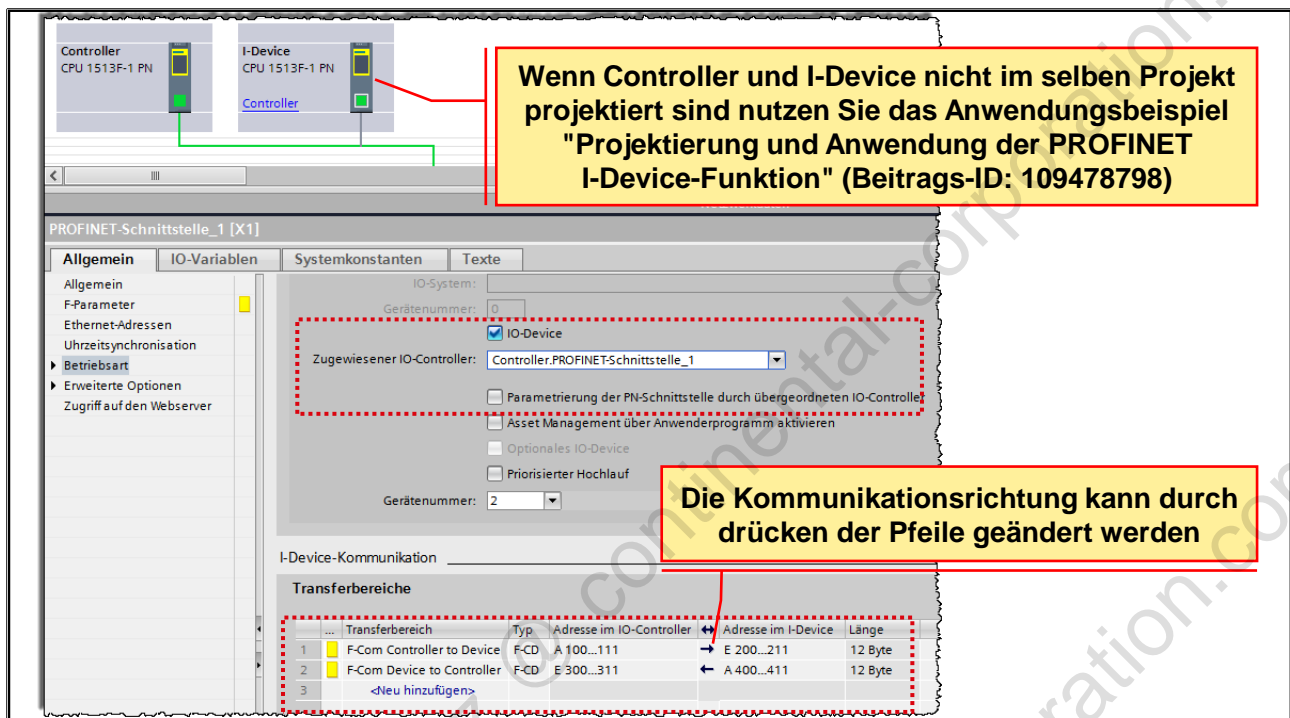 Controller
CPU 1513F-1 PN
I-Device
CPU 1513F-1 PN
Controller
Wenn Controller und I-Device nicht im selben Projekt
projektiert sind nutzen Sie das Anwendungsbeispiel
"Projektierung und Anwendung der PROFINET
I-Device-Funktion" (Beitrags-ID: 109478798)
PROFINET-Schnittstelle_1 [X1]
Allgemein IO-Variablen Systemkonstanten Texte
Allgemein
F-Parameter
Ethernet-Adressen
Uhrzeitsynchronisation
Betriebsart
Erweiterte Optionen
Zugriff auf den Webserver
IO-System:
Gerätenummer: 0
IO-Device
Zugewiesener IO-Controller: Controller.PROFINET-Schnittstelle_1
Parametrierung der PN-Schnittstelle durch übergeordneten IO-Controller
Asset Management über Anwenderprogramm aktivieren
Optionales IO-Device
Priorisierter Hochlauf
Gerätenummer: 2
Die Kommunikationsrichtung kann durch
drücken der Pfeile geändert werden
I-Device-Kommunikation
Transferbereiche
... Transferbereich Typ Adresse im IO-Controller ↔ Adresse im I-Device Länge
1 F-Com Controller to Device F-CD A 100...111 → E 200...211 12 Byte
2 F-Com Device to Controller F-CD E 300...311 ← A 400...411 12 Byte
3 <Neu hinzufügen>
@ continental-corporation.
oration.co